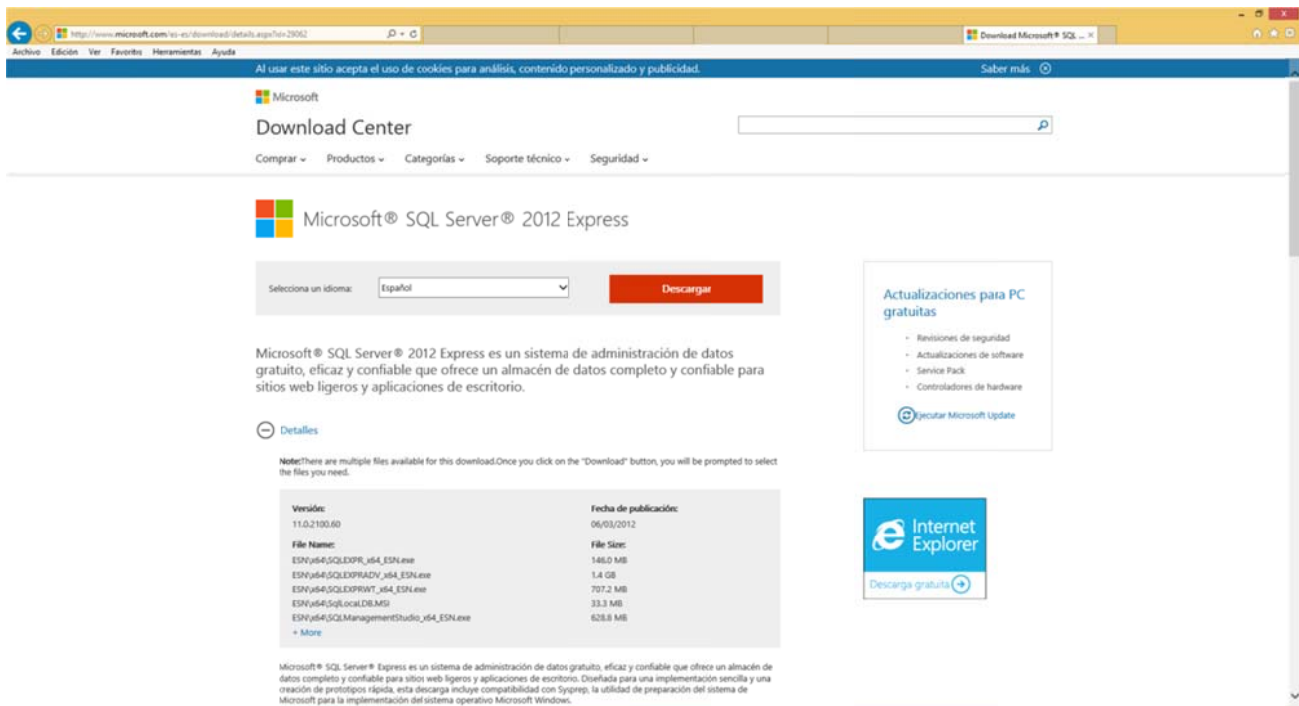 http://www.microsoft.com/es-es/download/details.aspx?id=29062
Download Microsoft® SQL ...
Archivo Edición Ver Favoritos Herramientas Ayuda
Al usar este sitio acepta el uso de cookies para análisis, contenido personalizado y publicidad. Saber más
Microsoft
Download Center
Comprar Productos Categorías Soporte técnico Seguridad
Microsoft® SQL Server® 2012 Express
Selecciona un idioma: Español Descargar
Microsoft® SQL Server® 2012 Express es un sistema de administración de datos
gratuito, eficaz y confiable que ofrece un almacén de datos completo y confiable para
sitios web ligeros y aplicaciones de escritorio.
Detalles
Note:There are multiple files available for this download.Once you click on the "Download" button, you will be prompted to select
the files you need.
Versión: Fecha de publicación:
11.0.2100.60 06/03/2012
File Name: File Size:
ESN\x64\SQLEXPR_x64_ESN.exe 146.0 MB
ESN\x64\SQLEXPRADV_x64_ESN.exe 1.4 GB
ESN\x64\SQLEXPRWT_x64_ESN.exe 707.2 MB
ESN\x64\SqlLocalDB.MSI 33.3 MB
ESN\x64\SQLManagementStudio_x64_ESN.exe 628.8 MB
+ More
Microsoft® SQL Server® Express es un sistema de administración de datos gratuito, eficaz y confiable que ofrece un almacén de
datos completo y confiable para sitios web ligeros y aplicaciones de escritorio. Diseñada para una implementación sencilla y una
creación de prototipos rápida, esta descarga incluye compatibilidad con Sysprep, la utilidad de preparación del sistema de
Microsoft para la implementación del sistema operativo Microsoft Windows.
Actualizaciones para PC
gratuitas
Revisiones de seguridad
Actualizaciones de software
Service Pack
Controladores de hardware
Ejecutar Microsoft Update
Internet
Explorer
Descarga gratuita